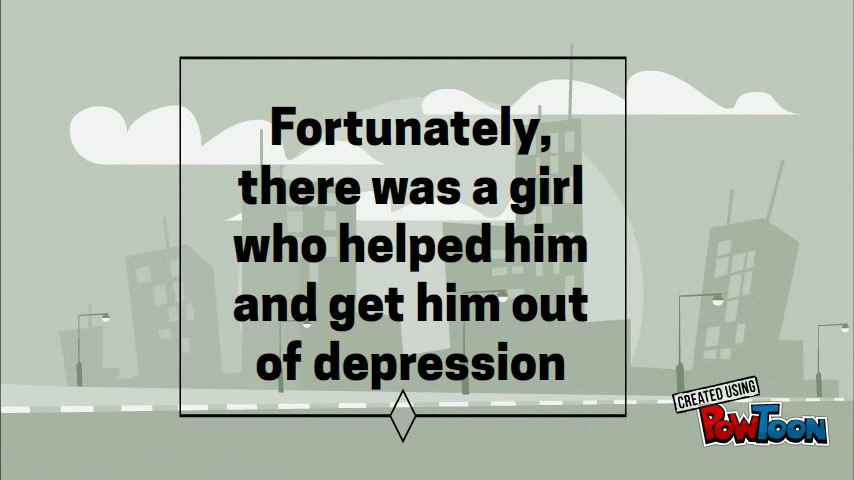 Fortunately,
there was a girl
who helped him
and get him out
of depression
CREATED USING
POWTOON